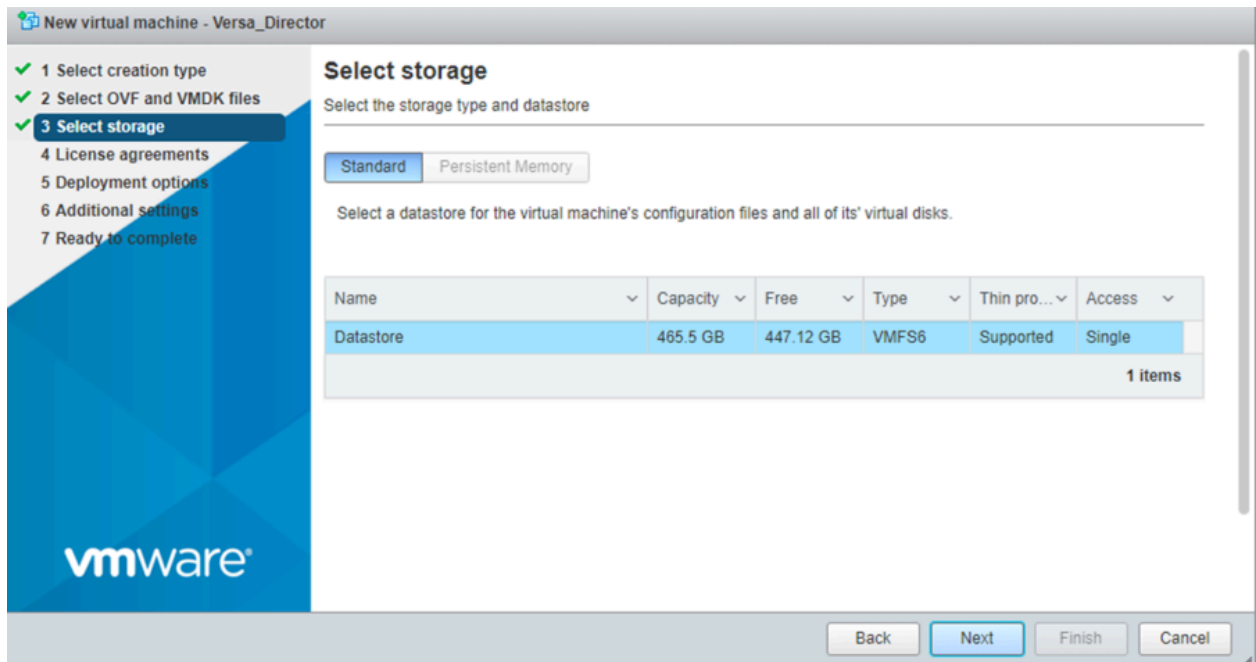 New virtual machine - Versa_Director
1 Select creation type
2 Select OVF and VMDK files
3 Select storage
4 License agreements
5 Deployment options
6 Additional settings
7 Ready to complete
vmware®
Select storage
Select the storage type and datastore
Standard Persistent Memory
Select a datastore for the virtual machine's configuration files and all of its' virtual disks.
Name Capacity Free Type Thin pro... Access
Datastore 465.5 GB 447.12 GB VMFS6 Supported Single
1 items
Back Next Finish Cancel